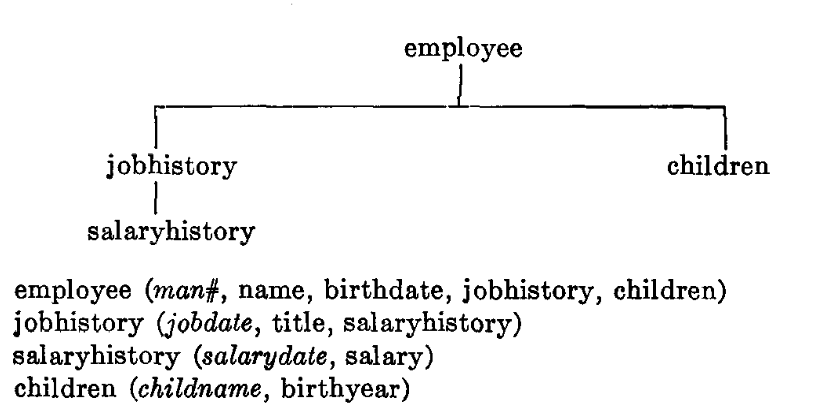 employee
jobhistory children
salaryhistory
employee (man#, name, birthdate, jobhistory, children)
jobhistory (jobdate, title, salaryhistory)
salaryhistory (salarydate, salary)
children (childname, birthyear)